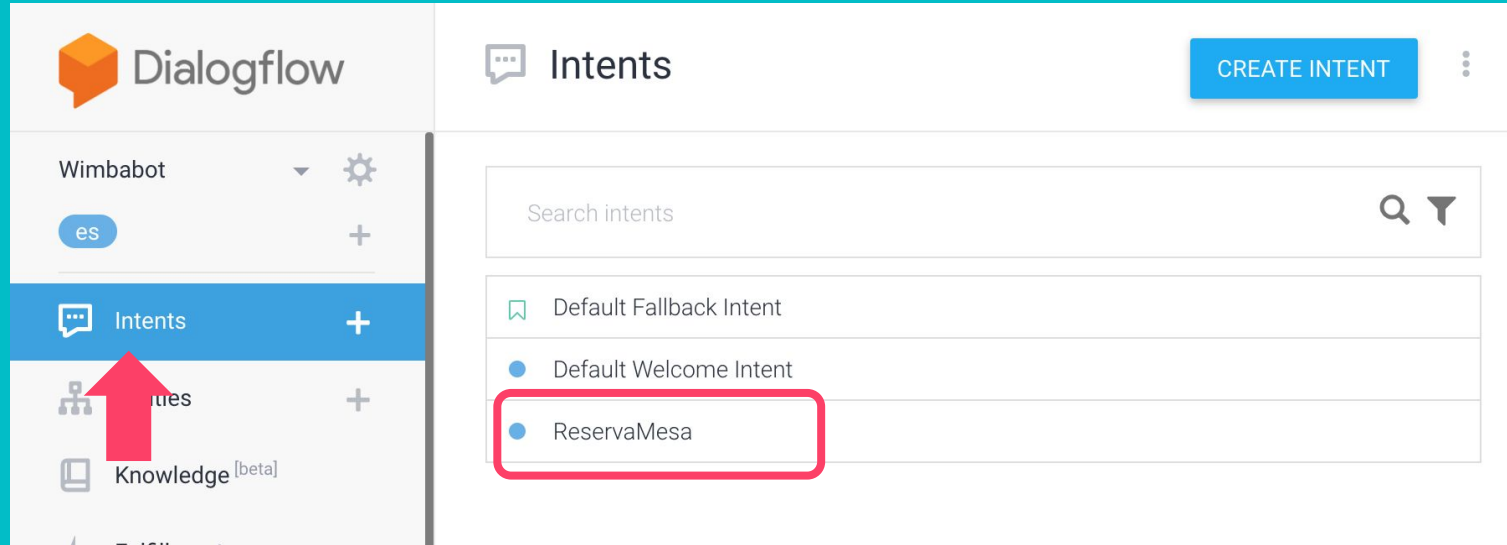 Dialogflow
Intents
CREATE INTENT
Wimbabot
es
Search intents
Intents
Default Fallback Intent
Default Welcome Intent
ReservaMesa
Knowledge [beta]